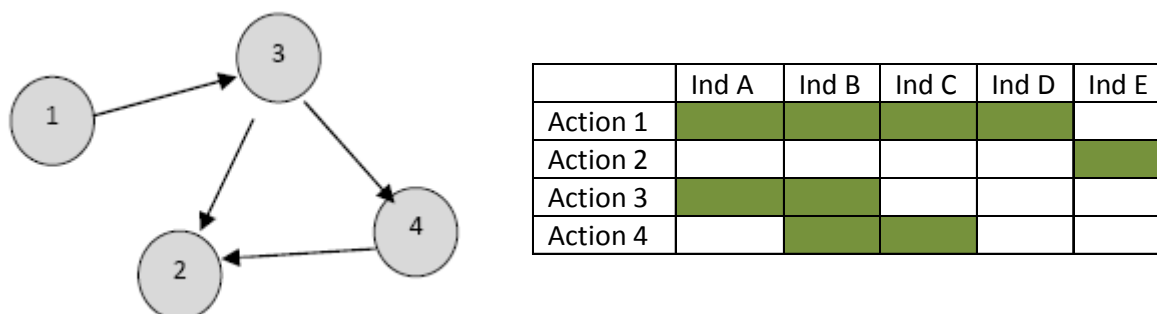 3
1
4
2
Ind A Ind B Ind C Ind D Ind E
Action 1
Action 2
Action 3
Action 4